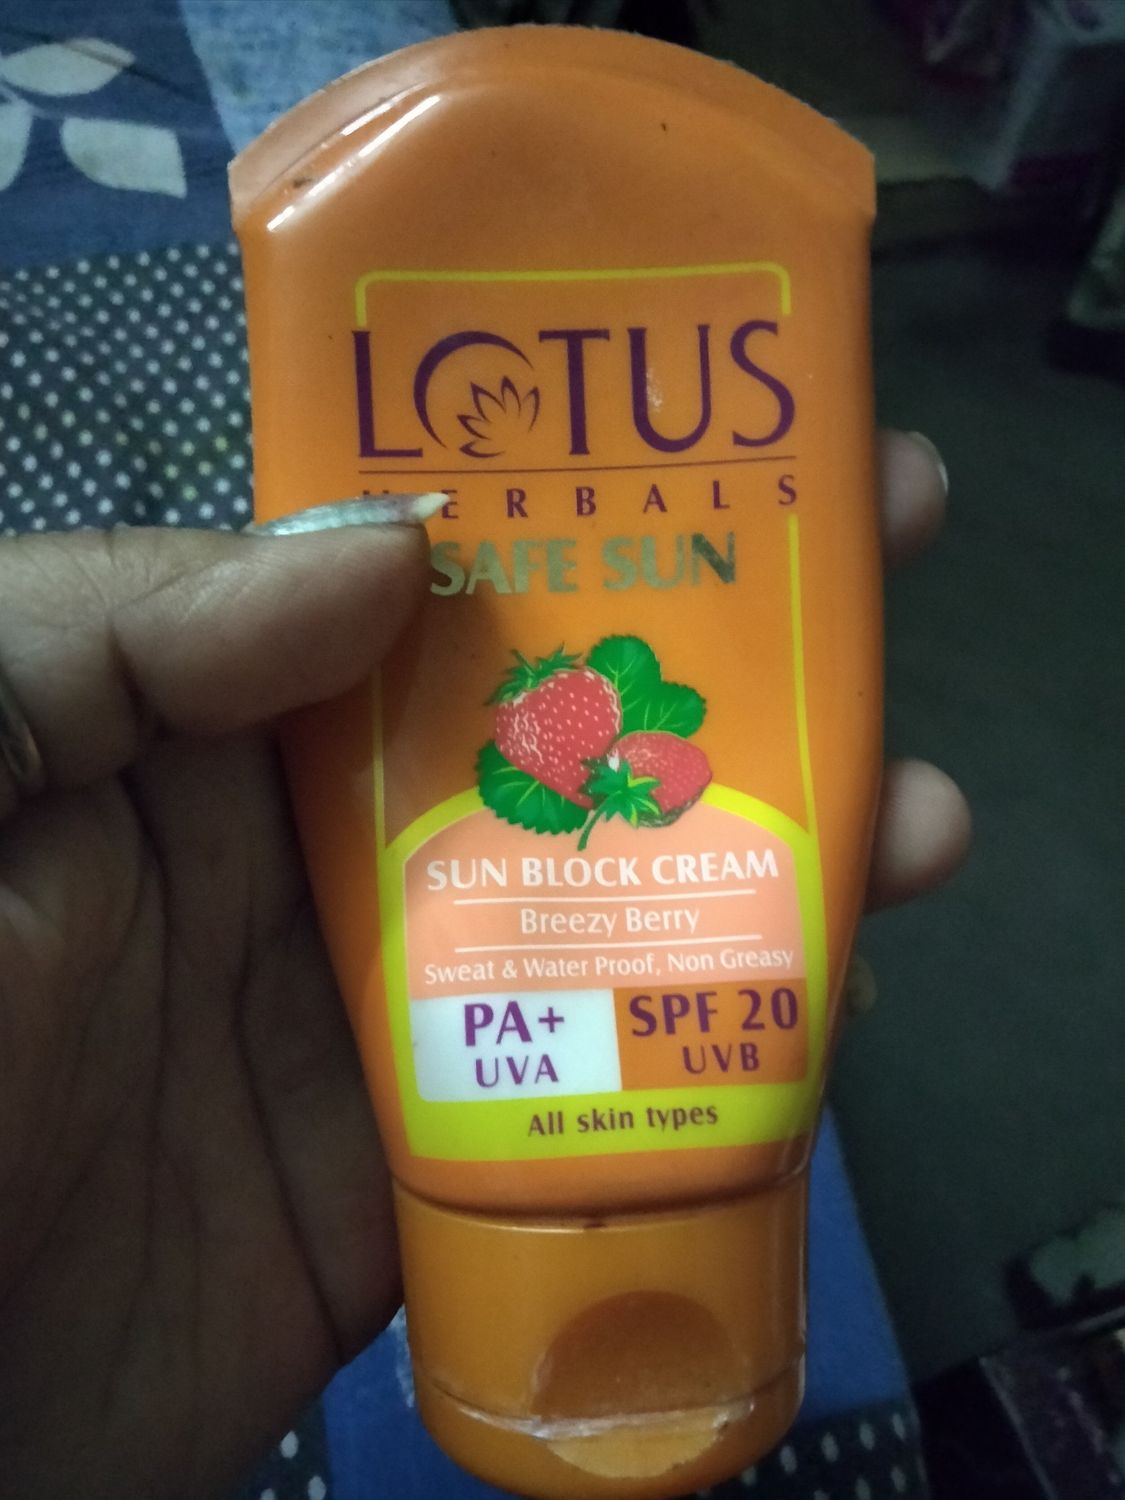 LOTUS
HERBALS
SAFE SUN
SUN BLOCK CREAM
Breezy Berry
Sweat & Water Proof, Non Greasy
PA+ SPF 20
UVA UVB
All skin types